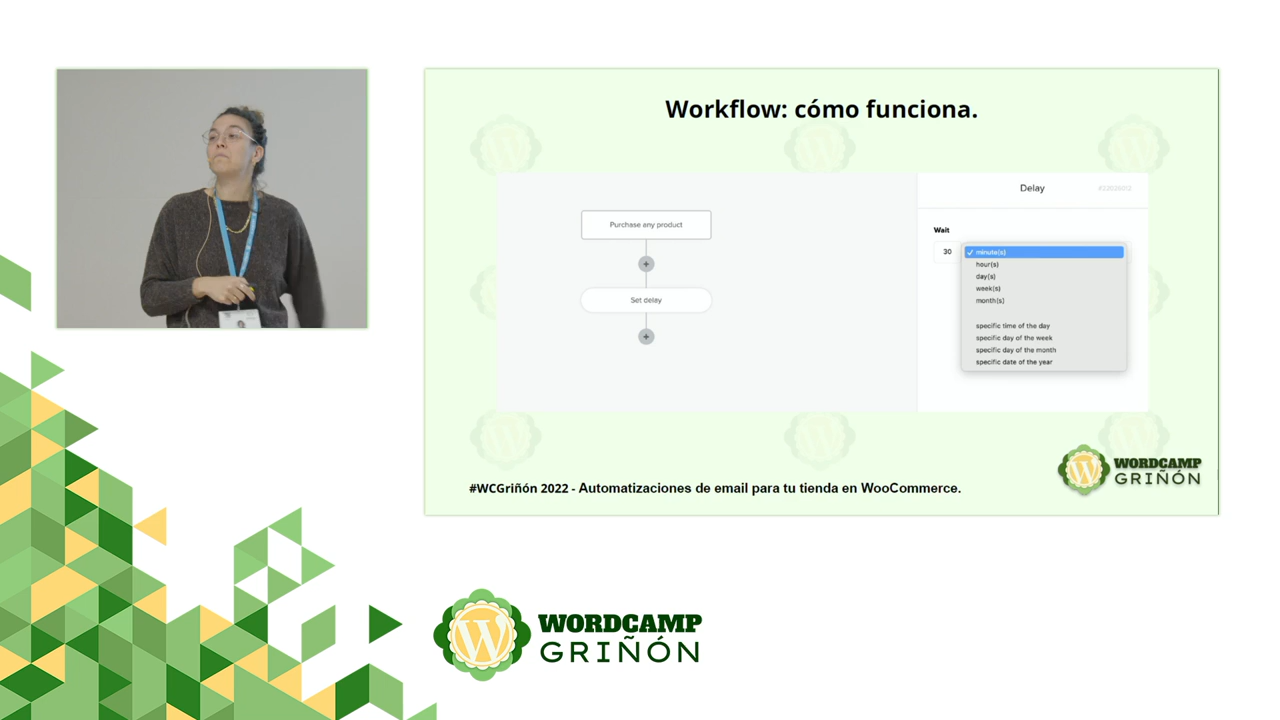 Workflow: cómo funciona.
Delay
Purchase any product
Wait
30
minute(s)
hour(s)
day(s)
week(s)
month(s)
Set delay
specific time of the day
specific day of the week
specific day of the month
specific date of the year
WORDCAMP
GRIÑÓN
#WCGriñón 2022 - Automatizaciones de email para tu tienda en WooCommerce.
WORDCAMP
GRIÑÓN